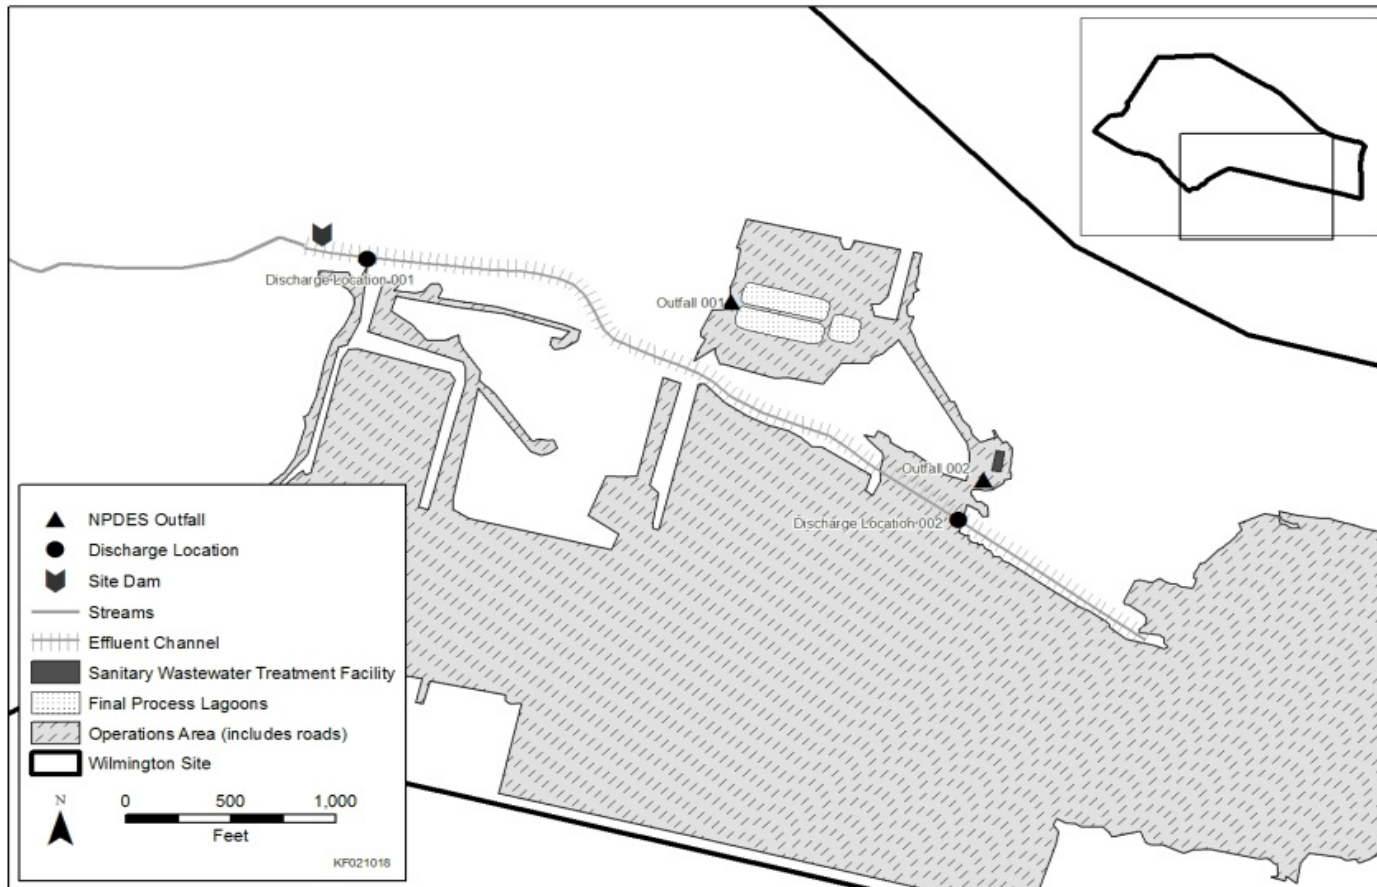 Discharge Location 001
Outfall 001
Outfall 002
Discharge Location 002
NPDES Outfall
Discharge Location
Site Dam
Streams
Effluent Channel
Sanitary Wastewater Treatment Facility
Final Process Lagoons
Operations Area (includes roads)
Wilmington Site
N
0 500 1,000
Feet
KF021018